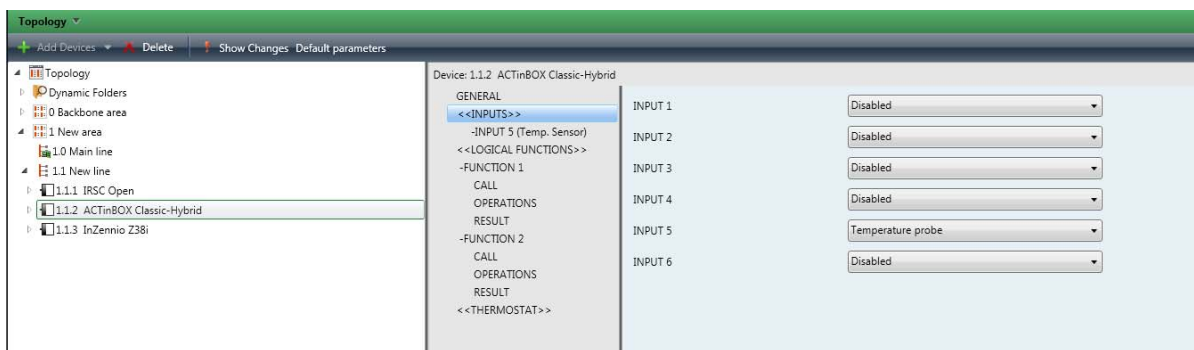 Topology
Add Devices Delete Show Changes Default parameters
Topology
Dynamic Folders
0 Backbone area
1 New area
1.0 Main line
1.1 New line
1.1.1 IRSC Open
1.1.2 ACTinBOX Classic-Hybrid
1.1.3 InZennio Z38i
Device: 1.1.2 ACTinBOX Classic-Hybrid
GENERAL
<<INPUTS>>
-INPUT 5 (Temp. Sensor)
<<LOGICAL FUNCTIONS>>
-FUNCTION 1
CALL
OPERATIONS
RESULT
-FUNCTION 2
CALL
OPERATIONS
RESULT
<<THERMOSTAT>>
INPUT 1 Disabled
INPUT 2 Disabled
INPUT 3 Disabled
INPUT 4 Disabled
INPUT 5 Temperature probe
INPUT 6 Disabled